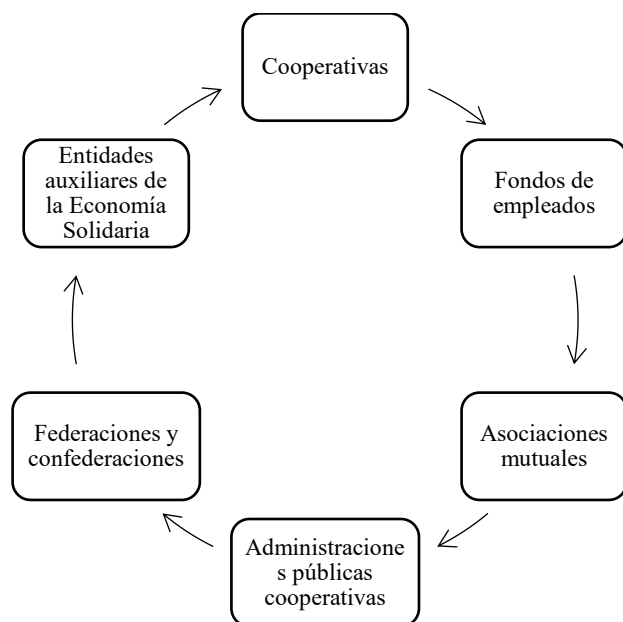 Cooperativas
Fondos de
empleados
Asociaciones
mutuales
Administracione
s públicas
cooperativas
Federaciones y
confederaciones
Entidades
auxiliares de
la Economía
Solidaria